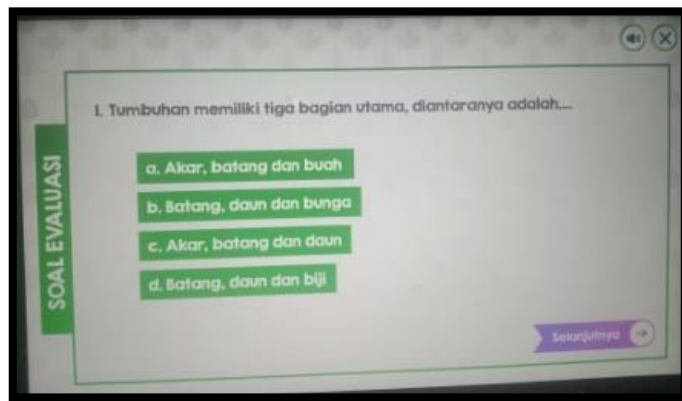 SOAL EVALUASI
1. Tumbuhan memiliki tiga bagian utama, diantaranya adalah....
a. Akar, batang dan buah
b. Batang, daun dan bunga
c. Akar, batang dan daun
d. Batang, daun dan biji
Selanjutnya